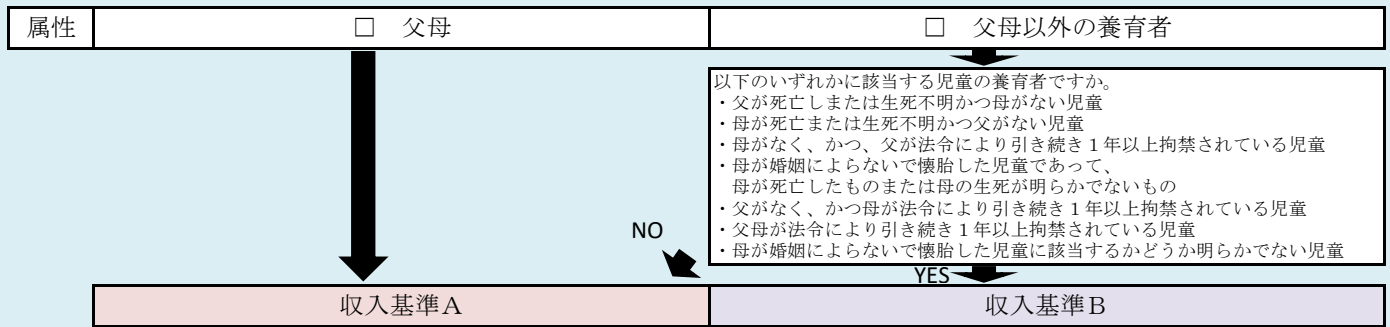 属性
□　父母
□　父母以外の養育者
以下のいずれかに該当する児童の養育者ですか。
・父が死亡しまたは生死不明かつ母がない児童
・母が死亡または生死不明かつ父がない児童
・母がなく、かつ、父が法令により引き続き１年以上拘禁されている児童
・母が婚姻によらないで懐胎した児童であって、
母が死亡したものまたは母の生死が明らかでないもの
・父がなく、かつ母が法令により引き続き１年以上拘禁されている児童
・父母が法令により引き続き１年以上拘禁されている児童
・母が婚姻によらないで懐胎した児童に該当するかどうか明らかでない児童
NO
YES
収入基準A
収入基準B